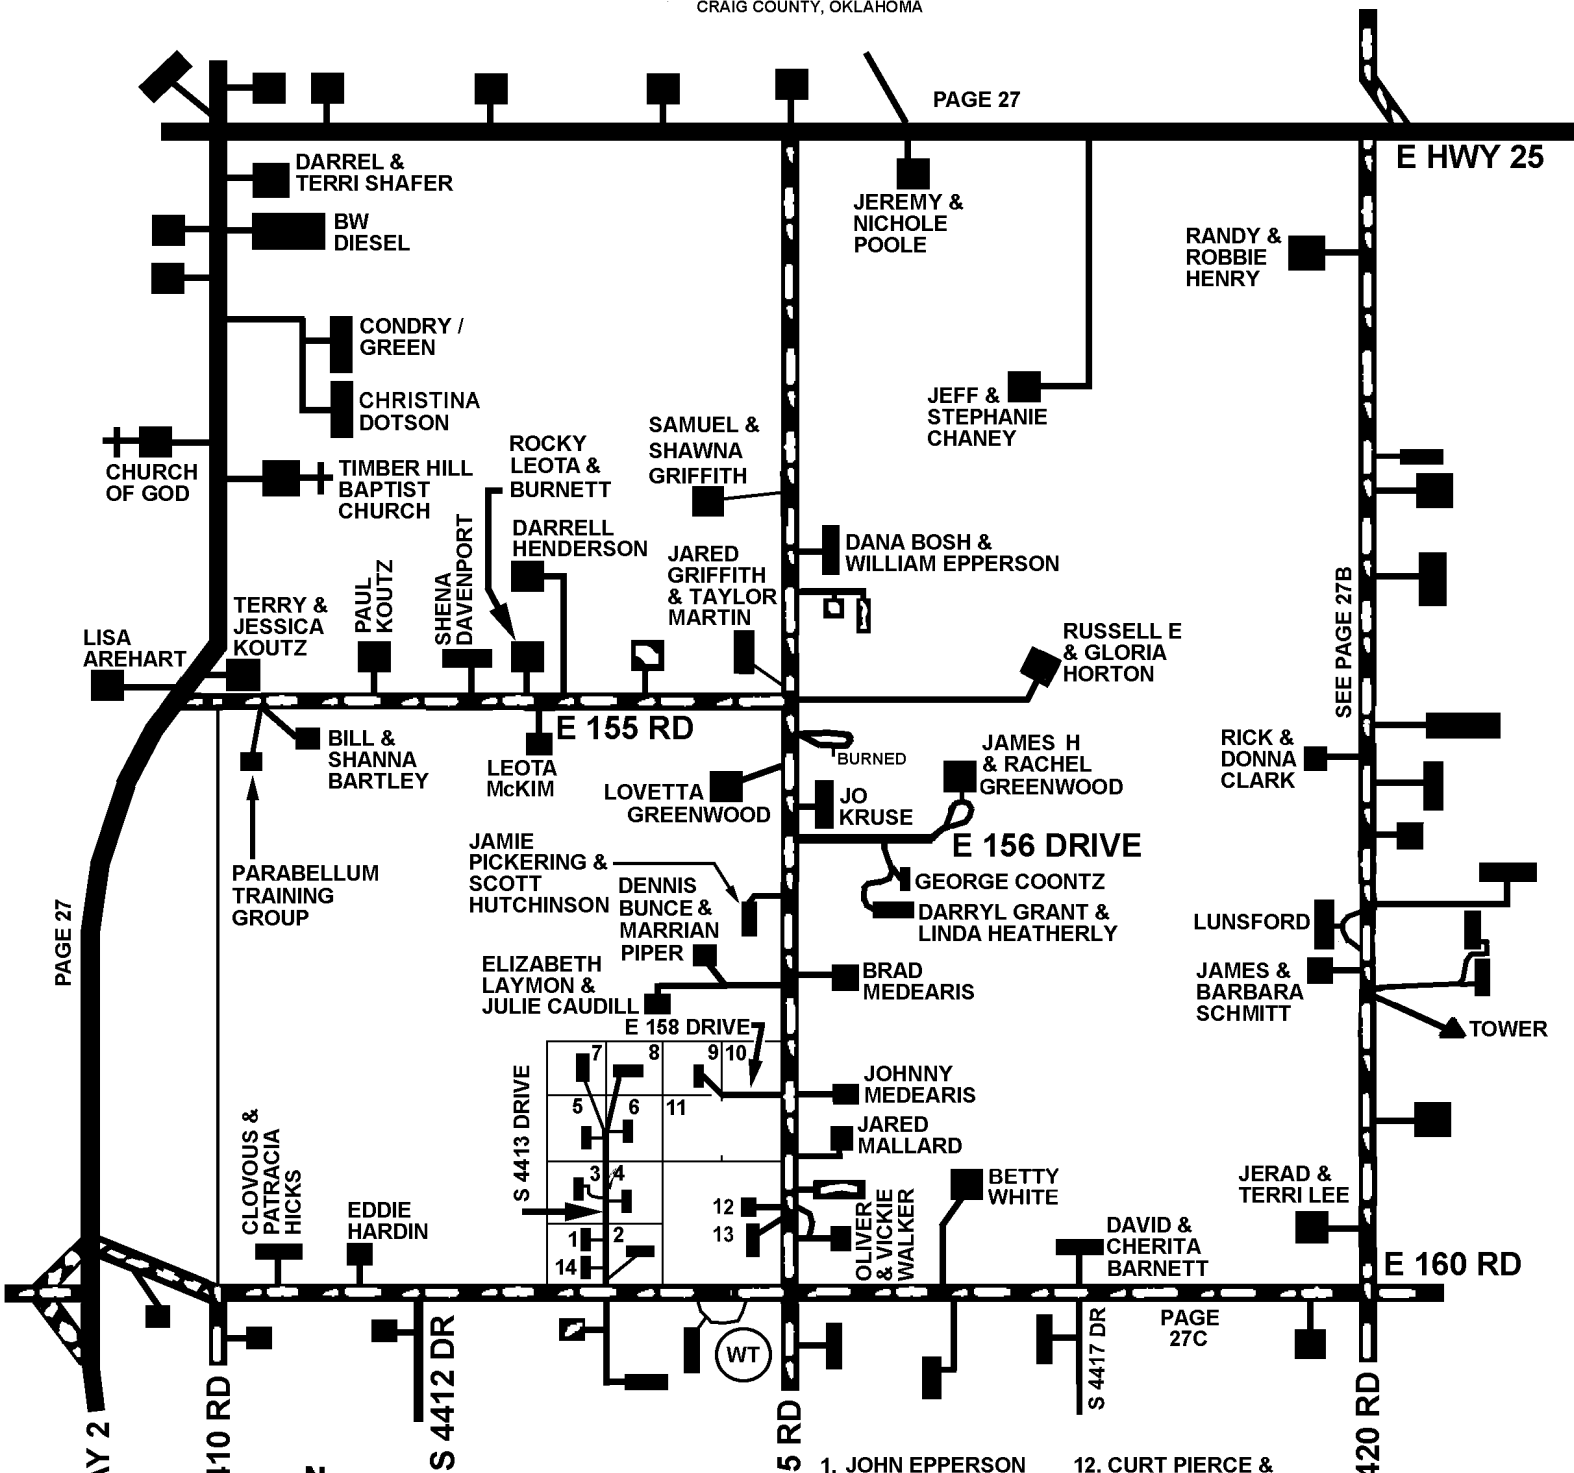 CRAIG COUNTY, OKLAHOMA
PAGE 27
E HWY 25
DARREL &
TERRI SHAFER
BW
DIESEL
JEREMY &
NICHOLE
POOLE
RANDY &
ROBBIE
HENRY
CONDRY /
GREEN
CHRISTINA
DOTSON
JEFF &
STEPHANIE
CHANEY
CHURCH
OF GOD
TIMBER HILL
BAPTIST
CHURCH
ROCKY
LEOTA &
BURNETT
SAMUEL &
SHAWNA
GRIFFITH
DARRELL
HENDERSON
JARED
GRIFFITH
& TAYLOR
MARTIN
DANA BOSH &
WILLIAM EPPERSON
SHENA
DAVENPORT
PAUL
KOUTZ
TERRY &
JESSICA
KOUTZ
LISA
AREHART
RUSSELL E
& GLORIA
HORTON
SEE PAGE 27B
E 155 RD
BILL &
SHANNA
BARTLEY
LEOTA
McKIM
LOVETTA
GREENWOOD
BURNED
JO
KRUSE
JAMES H
& RACHEL
GREENWOOD
RICK &
DONNA
CLARK
E 156 DRIVE
PARABELLUM
TRAINING
GROUP
JAMIE
PICKERING &
SCOTT
HUTCHINSON
DENNIS
BUNCE &
MARRIAN
PIPER
GEORGE COONTZ
DARRYL GRANT &
LINDA HEATHERLY
LUNSFORD
PAGE 27
ELIZABETH
LAYMON &
JULIE CAUDILL
BRAD
MEDEARIS
JAMES &
BARBARA
SCHMITT
TOWER
E 158 DRIVE
7
8
9
10
S 4413 DRIVE
5
6
11
JOHNNY
MEDEARIS
JARED
MALLARD
3
4
12
13
1
2
14
CLOVOUS &
PATRACIA
HICKS
EDDIE
HARDIN
OLIVER
& VICKIE
WALKER
BETTY
WHITE
JERAD &
TERRI LEE
DAVID &
CHERITA
BARNETT
E 160 RD
PAGE
27C
WT
S 4417 DR
S 4412 DR
AY 2
410 RD
5 RD
420 RD
N
1. JOHN EPPERSON
12. CURT PIERCE &